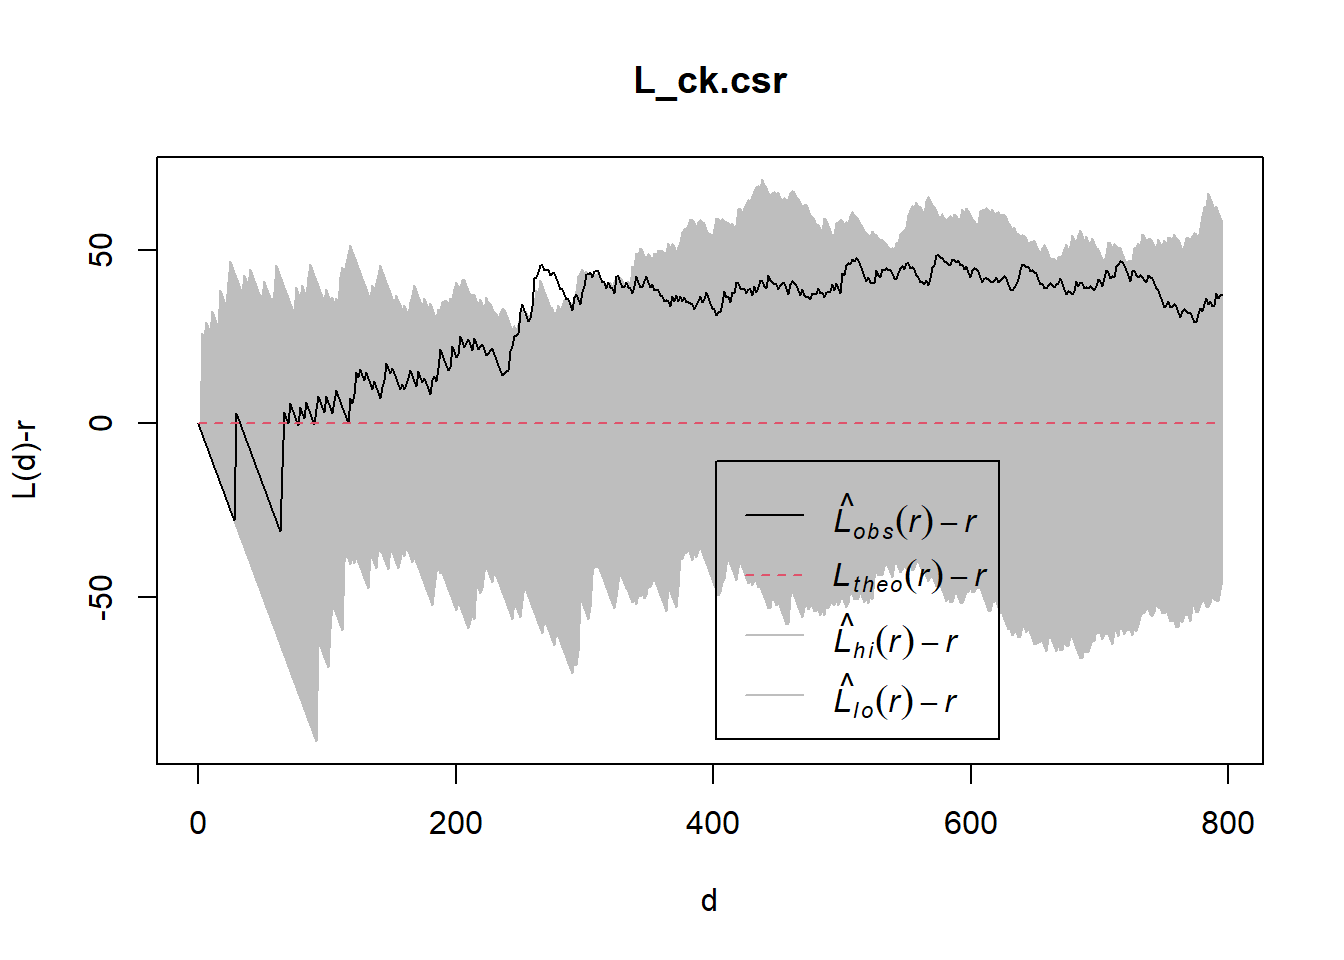 L_ck.csr
L(d)-r
50
0
-50
L̂obs(r) – r
Ltheo(r) – r
L̂hi(r) – r
L̂lo(r) – r
0 200 400 600 800
d